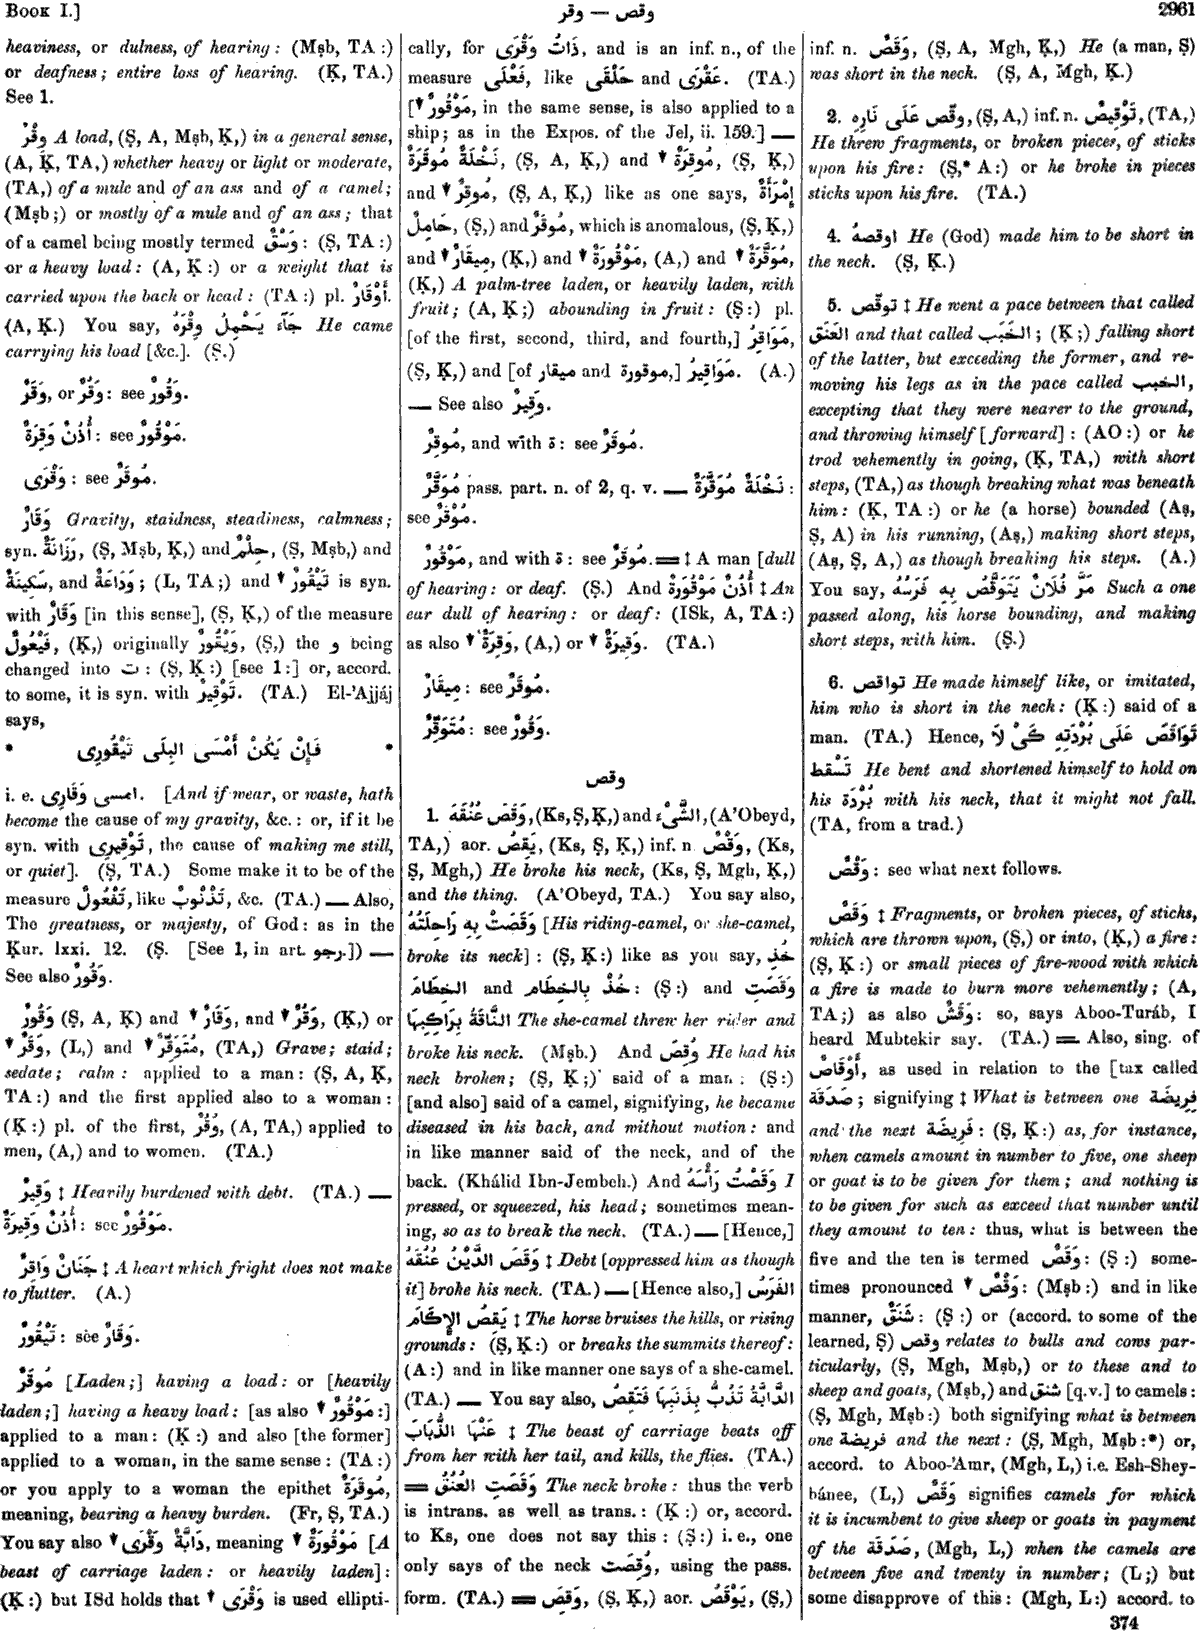 BOOK I.]
وقر — وقص
2961
heaviness, or dulness, of hearing: (Mṣb, TA:)
or deafness; entire loss of hearing. (Ḳ, TA.)
See 1.
وِقْرٌ A load, (Ṣ, A, Mṣb, Ḳ,) in a general sense,
(A, Ḳ, TA,) whether heavy or light or moderate,
(TA,) of a mule and of an ass and of a camel;
(Mṣb;) or mostly of a mule and of an ass; that
of a camel being mostly termed وَسْقٌ: (Ṣ, TA:)
or a heavy load: (A, Ḳ:) or a weight that is
carried upon the back or head: (TA:) pl. أَوْقَارٌ.
(A, Ḳ.) You say, جَآءَ يَحْمِلُ وِقْرَهُ He came
carrying his load [&c.]. (Ṣ.)
وَقِرٌ, or وَقُرٌ: see وَقُورٌ.
أُذُنٌ وَقِرَةٌ: see مَوْقُورٌ.
وَقْرَى: see مُوقَرٌ.
وَقَارٌ Gravity, staidness, steadiness, calmness;
syn. رَزَانَةٌ, (Ṣ, Mṣb, Ḳ,) and حِلْمٌ, (Ṣ, Mṣb,) and
سَكِينَةٌ, and وَدَاعَةٌ; (L, TA;) and ▼ تَيْقُورٌ is syn.
with وَقَارٌ [in this sense], (Ṣ, Ḳ,) of the measure
فَيْعُولٌ, (Ḳ,) originally وَيْقُورٌ, (Ṣ,) the و being
changed into ت: (Ṣ, Ḳ:) [see 1:] or, accord.
to some, it is syn. with تَوْقِيرٌ. (TA.) El-'Ajjáj
says,
* فَإِنْ يَكُنْ أَمْسَى البِلَى تَيْقُورِى *
i. e. امسى وَقَارِى. [And if wear, or waste, hath
become the cause of my gravity, &c.: or, if it be
syn. with تَوْقِيرِى, the cause of making me still,
or quiet]. (Ṣ, TA.) Some make it to be of the
measure تَفْعُولٌ, like تَذْنُوبٌ, &c. (TA.) — Also,
The greatness, or majesty, of God: as in the
Ḳur. lxxi. 12. (Ṣ. [See 1, in art. رجو.]) —
See also وَقُورٌ.
وَقُورٌ (Ṣ, A, Ḳ) and ▼ وَقَارٌ, and ▼ وَقُرٌ, (Ḳ,) or
▼ وَقِرٌ, (L,) and ▼ مُتَوَقِّرٌ, (TA,) Grave; staid;
sedate; calm: applied to a man: (Ṣ, A, Ḳ,
TA:) and the first applied also to a woman:
(Ḳ:) pl. of the first, وُقُرٌ, (A, TA,) applied to
men, (A,) and to women. (TA.)
وَقِيرٌ ‡ Heavily burdened with debt. (TA.) —
أُذُنٌ وَقِيرَةٌ: see مَوْقُورٌ.
جَنَانٌ وَاقِرٌ ‡ A heart which fright does not make
to flutter. (A.)
تَيْقُورٌ: see وَقَارٌ.
مُوقَرٌ [Laden;] having a load: or [heavily
laden;] having a heavy load: [as also ▼ مَوْقُورٌ:]
applied to a man: (Ḳ:) and also [the former]
applied to a woman, in the same sense: (TA:)
or you apply to a woman the epithet مُوقَرَةٌ,
meaning, bearing a heavy burden. (Fr, Ṣ, TA.)
You say also ▼ دَابَّةٌ وَقْرَى, meaning ▼ مَوْقُورَةٌ [A
beast of carriage laden: or heavily laden]:
(Ḳ:) but ISd holds that ▼ وَقْرَى is used ellipti-
cally, for ذَاتُ وَقْرَى, and is an inf. n., of the
measure فَعْلَى, like حَلْقَى and عَقْرَى. (TA.)
[▼ مَوْقُورٌ, in the same sense, is also applied to a
ship; as in the Expos. of the Jel, ii. 159.] —
نَخْلَةٌ مُوقَرَةٌ, (Ṣ, A, Ḳ,) and ▼ مُوقِرَةٌ, (Ṣ, Ḳ,)
and ▼ مُوقِرٌ, (Ṣ, A, Ḳ,) like as one says, إِمْرَأَةٌ
حَامِلٌ, (Ṣ,) and مُوقَرٌ, which is anomalous, (Ṣ, Ḳ,)
and ▼ مِيقَارٌ, (Ḳ,) and ▼ مَوْقُورَةٌ, (A,) and ▼ مُوَقَّرَةٌ,
(Ḳ,) A palm-tree laden, or heavily laden, with
fruit; (A, Ḳ;) abounding in fruit: (Ṣ:) pl.
[of the first, second, third, and fourth,] مَوَاقِرُ,
(Ṣ, Ḳ,) and [of ميقار and موقورة,] مَوَاقِيرُ. (A.)
— See also وَقِيرٌ.
مُوقِرٌ, and with ة: see مُوقَرٌ.
مُوَقَّرٌ pass. part. n. of 2, q. v. — نَخْلَةٌ مُوَقَّرَةٌ:
see مُوْقَرٌ.
مَوْقُورٌ, and with ة: see مُوقَرٌ. = ‡ A man [dull
of hearing: or deaf. (Ṣ.) And أُذُنٌ مَوْقُورَةٌ ‡ An
ear dull of hearing: or deaf: (ISk, A, TA:)
as also ▼ وَقِرَةٌ, (A,) or ▼ وَقِيرَةٌ. (TA.)
مِيقَارٌ: see مُوقَرٌ.
مُتَوَقِّرٌ: see وَقُورٌ.
وقص
1. وَقَصَ عُنُقَهُ, (Ks, Ṣ, Ḳ,) and الشَّىْءَ, (A'Obeyd,
TA,) aor. يَقِصُ, (Ks, Ṣ, Ḳ,) inf. n. وَقْصٌ, (Ks,
Ṣ, Mgh,) He broke his neck, (Ks, Ṣ, Mgh, Ḳ,)
and the thing. (A'Obeyd, TA.) You say also,
وَقَصَتْ بِهِ رَاحِلَتُهُ [His riding-camel, or she-camel,
broke its neck]: (Ṣ, Ḳ:) like as you say, خُذِ
الخِطَامَ and خُذْ بِالخِطَامِ: (Ṣ:) and وَقَصَتِ
النَّاقَةُ بِرَاكِبِهَا The she-camel threw her rider and
broke his neck. (Mṣb.) And وُقِصَ He had his
neck broken; (Ṣ, Ḳ;) said of a man: (Ṣ:)
[and also] said of a camel, signifying, he became
diseased in his back, and without motion: and
in like manner said of the neck, and of the
back. (Khálid Ibn-Jembeh.) And وَقَصْتُ رَأْسَهُ I
pressed, or squeezed, his head; sometimes mean-
ing, so as to break the neck. (TA.) — [Hence,]
وَقَصَ الدَّيْنُ عُنُقَهُ ‡ Debt [oppressed him as though
it] broke his neck. (TA.) — [Hence also,] الفَرَسُ
يَقِصُ الإِكَامَ ‡ The horse bruises the hills, or rising
grounds: (Ṣ, Ḳ:) or breaks the summits thereof:
(A:) and in like manner one says of a she-camel.
(TA.) — You say also, الدَّابَّةُ تَذُبُّ بِذَنَبِهَا فَتَقِصُ
عَنْهَا الذُّبَابَ ‡ The beast of carriage beats off
from her with her tail, and kills, the flies. (TA.)
= وَقَصَتِ العُنُقُ The neck broke: thus the verb
is intrans. as well as trans.: (Ḳ:) or, accord.
to Ks, one does not say this: (Ṣ:) i. e., one
only says of the neck وُقِصَت, using the pass.
form. (TA.) = وَقِصَ, (Ṣ, Ḳ,) aor. يَوْقَصُ, (Ṣ,)
inf. n. وَقَصٌ, (Ṣ, A, Mgh, Ḳ,) He (a man, Ṣ)
was short in the neck. (Ṣ, A, Mgh, Ḳ.)
2. وقّص عَلَى نَارِهِ, (Ṣ, A,) inf. n. تَوْقِيصٌ, (TA,)
He threw fragments, or broken pieces, of sticks
upon his fire: (Ṣ,* A:) or he broke in pieces
sticks upon his fire. (TA.)
4. اوقصهُ He (God) made him to be short in
the neck. (Ṣ, Ḳ.)
5. توقّص ‡ He went a pace between that called
العَنَق and that called الخَبَب; (Ḳ;) falling short
of the latter, but exceeding the former, and re-
moving his legs as in the pace called الخبب,
excepting that they were nearer to the ground,
and throwing himself [forward]: (AO:) or he
trod vehemently in going, (Ḳ, TA,) with short
steps, (TA,) as though breaking what was beneath
him: (Ḳ, TA:) or he (a horse) bounded (Aṣ,
Ṣ, A) in his running, (Aṣ,) making short steps,
(Aṣ, Ṣ, A,) as though breaking his steps. (A.)
You say, مَرَّ فُلَانٌ يَتَوَقَّصُ بِهِ فَرَسُهُ Such a one
passed along, his horse bounding, and making
short steps, with him. (Ṣ.)
6. تواقص He made himself like, or imitated,
him who is short in the neck: (Ḳ:) said of a
man. (TA.) Hence, تَوَاقَصَ عَلَى بُرْدَتِهِ كَىْ لَا
تَسْقط He bent and shortened himself to hold on
his بُرْدَة with his neck, that it might not fall.
(TA, from a trad.)
وَقْصٌ: see what next follows.
وَقَصٌ ‡ Fragments, or broken pieces, of sticks,
which are thrown upon, (Ṣ,) or into, (Ḳ,) a fire:
(Ṣ, Ḳ:) or small pieces of fire-wood with which
a fire is made to burn more vehemently; (A,
TA;) as also وَقَشٌ: so, says Aboo-Turáb, I
heard Mubtekir say. (TA.) = Also, sing. of
أَوْقَاصٌ, as used in relation to the [tax called
صَدَقَة; signifying ‡ What is between one فَرِيضَة
and the next فَرِيضَة: (Ṣ, Ḳ:) as, for instance,
when camels amount in number to five, one sheep
or goat is to be given for them; and nothing is
to be given for such as exceed that number until
they amount to ten: thus, what is between the
five and the ten is termed وَقَصٌ: (Ṣ:) some-
times pronounced ▼ وَقْصٌ: (Mṣb:) and in like
manner, شَنَقٌ: (Ṣ:) or (accord. to some of the
learned, Ṣ) وقص relates to bulls and cows par-
ticularly, (Ṣ, Mgh, Mṣb,) or to these and to
sheep and goats, (Mṣb,) and شنق [q.v.] to camels:
(Ṣ, Mgh, Mṣb:) both signifying what is between
one فريضة and the next: (Ṣ, Mgh, Mṣb:*) or,
accord. to Aboo-'Amr, (Mgh, L,) i.e. Esh-Shey-
bánee, (L,) وَقَصٌ signifies camels for which
it is incumbent to give sheep or goats in payment
of the صَدَقَة, (Mgh, L,) when the camels are
between five and twenty in number; (L;) but
some disapprove of this: (Mgh, L:) accord. to
374